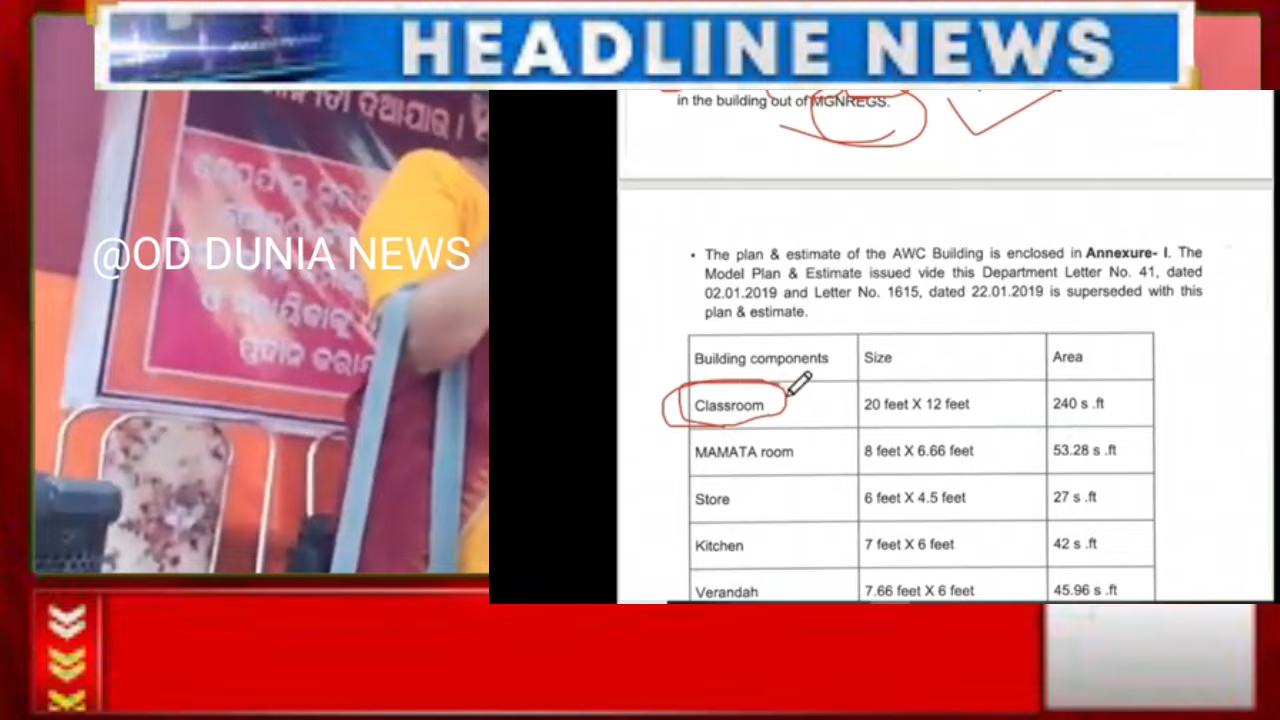 HEADLINE NEWS
ଦିଆଯାଉ ।
@OD DUNIA NEWS
ପ୍ରଦାନ କରାଯ
in the building out of MGNREGS.
• The plan & estimate of the AWC Building is enclosed in Annexure- I. The
Model Plan & Estimate issued vide this Department Letter No. 41, dated
02.01.2019 and Letter No. 1615, dated 22.01.2019 is superseded with this
plan & estimate.
Building components Size Area
Classroom 20 feet X 12 feet 240 s .ft
MAMATA room 8 feet X 6.66 feet 53.28 s .ft
Store 6 feet X 4.5 feet 27 s .ft
Kitchen 7 feet X 6 feet 42 s .ft
Verandah 7.66 feet X 6 feet 45.96 s .ft